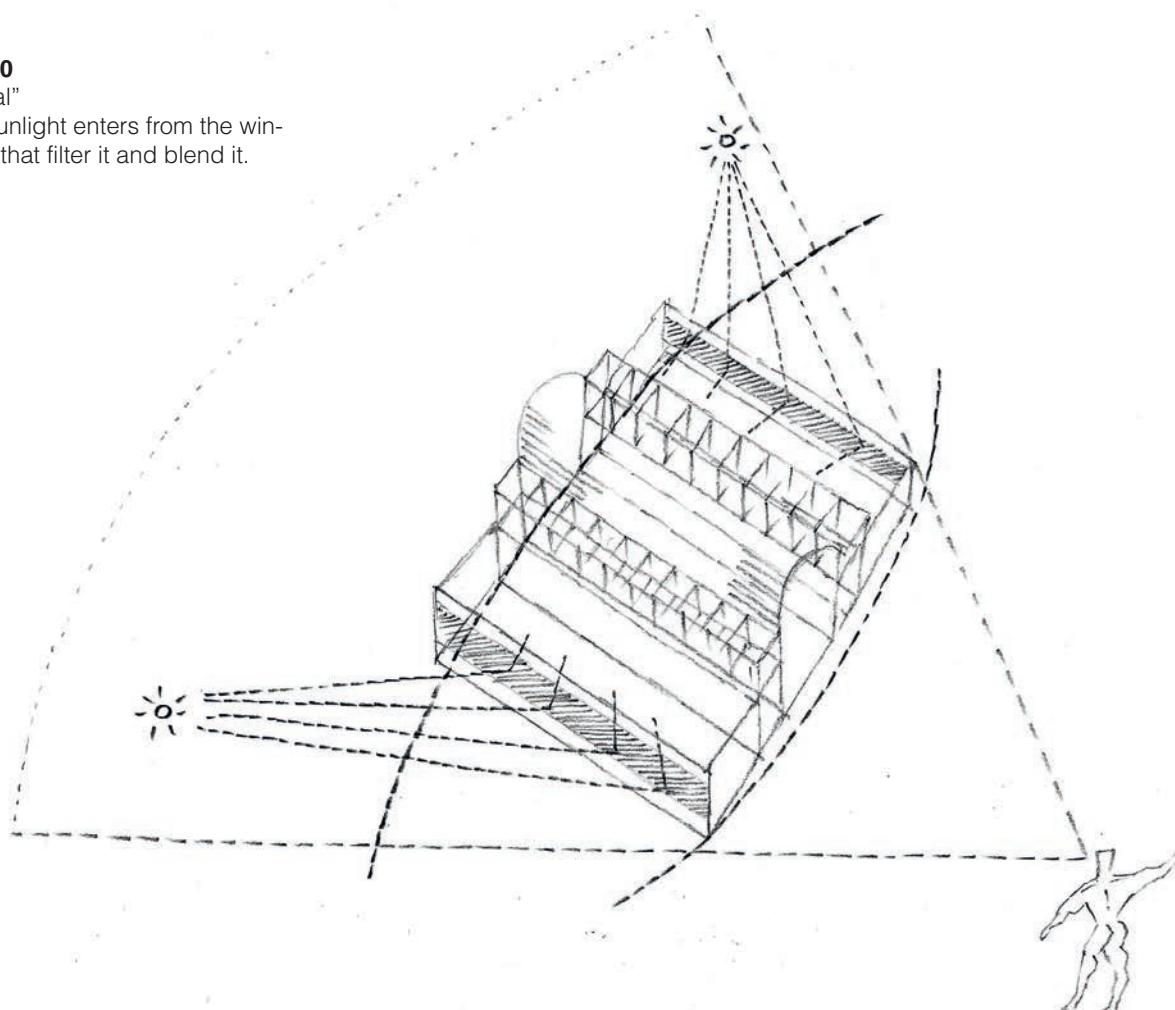 0
al”
unlight enters from the win-
that filter it and blend it.